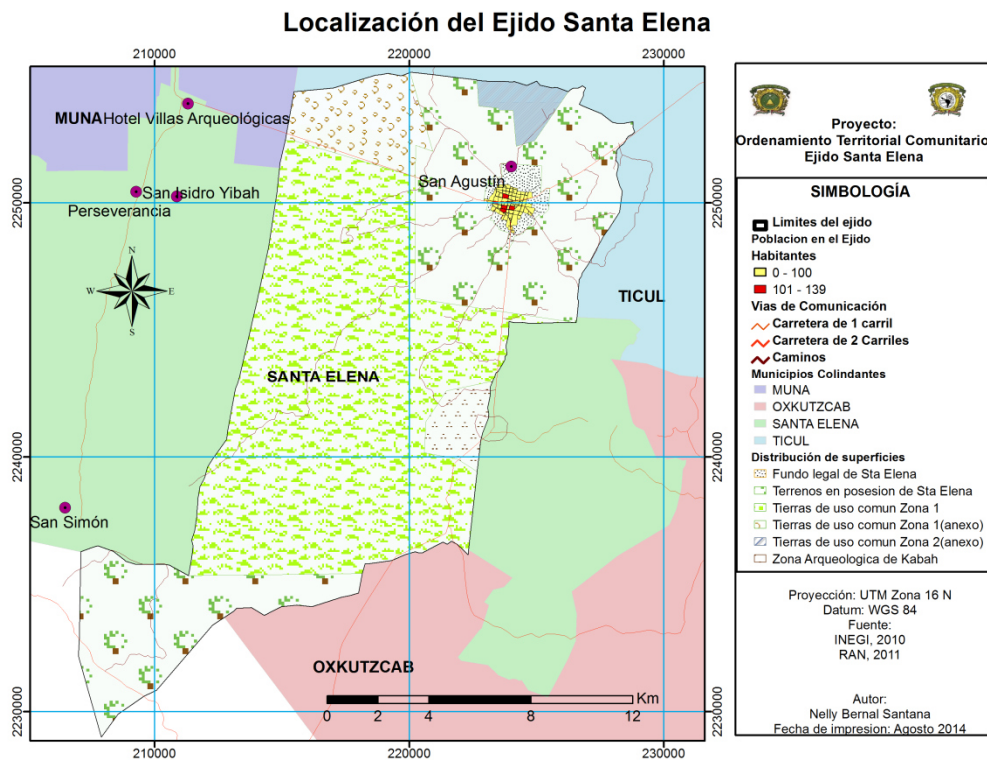 Localización del Ejido Santa Elena
210000
220000
230000
MUNA
Hotel Villas Arqueológicas
San Agustín
San Isidro Yibah
Perseverancia
2250000
2250000
N
W
E
S
TICUL
SANTA ELENA
2240000
2240000
San Simón
OXKUTZCAB
Km
0 2 4 8 12
2230000
2230000
210000
220000
230000
Proyecto:
Ordenamiento Territorial Comunitario
Ejido Santa Elena
SIMBOLOGÍA
Limites del ejido
Poblacion en el Ejido
Habitantes
0 - 100
101 - 139
Vias de Comunicación
Carretera de 1 carril
Carretera de 2 Carriles
Caminos
Municipios Colindantes
MUNA
OXKUTZCAB
SANTA ELENA
TICUL
Distribución de superficies
Fundo legal de Sta Elena
Terrenos en posesion de Sta Elena
Tierras de uso comun Zona 1
Tierras de uso comun Zona 1(anexo)
Tierras de uso comun Zona 2(anexo)
Zona Arqueologica de Kabah
Proyección: UTM Zona 16 N
Datum: WGS 84
Fuente:
INEGI, 2010
RAN, 2011
Autor:
Nelly Bernal Santana
Fecha de impresion: Agosto 2014